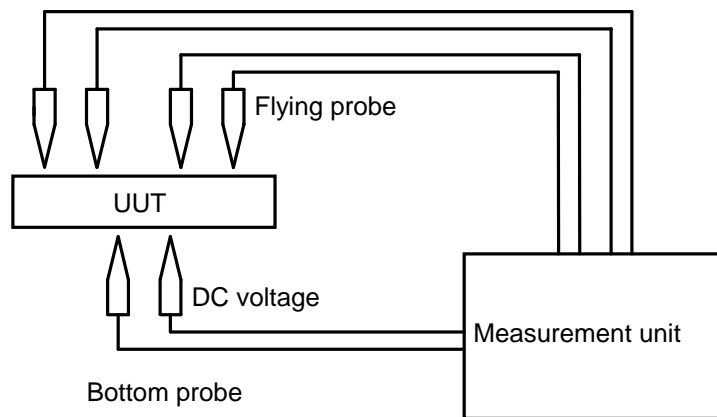 Flying probe
UUT
DC voltage
Measurement unit
Bottom probe